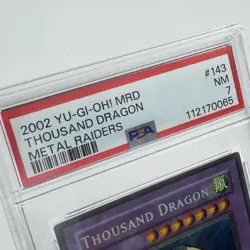 2002 YU-GI-OH! MRD #143
THOUSAND DRAGON NM 7
METAL RAIDERS PSA 112170065
THOUSAND DRAGON